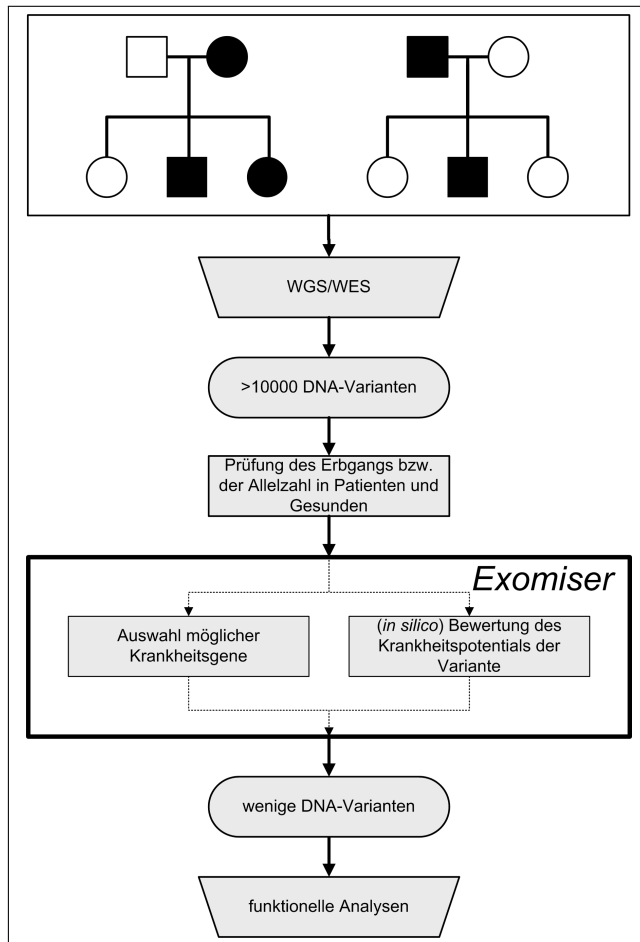 WGS/WES
>10000 DNA-Varianten
Prüfung des Erbgangs bzw.
der Allelzahl in Patienten und
Gesunden
Exomiser
Auswahl möglicher
Krankheitsgene
(in silico) Bewertung des
Krankheitspotentials der
Variante
wenige DNA-Varianten
funktionelle Analysen